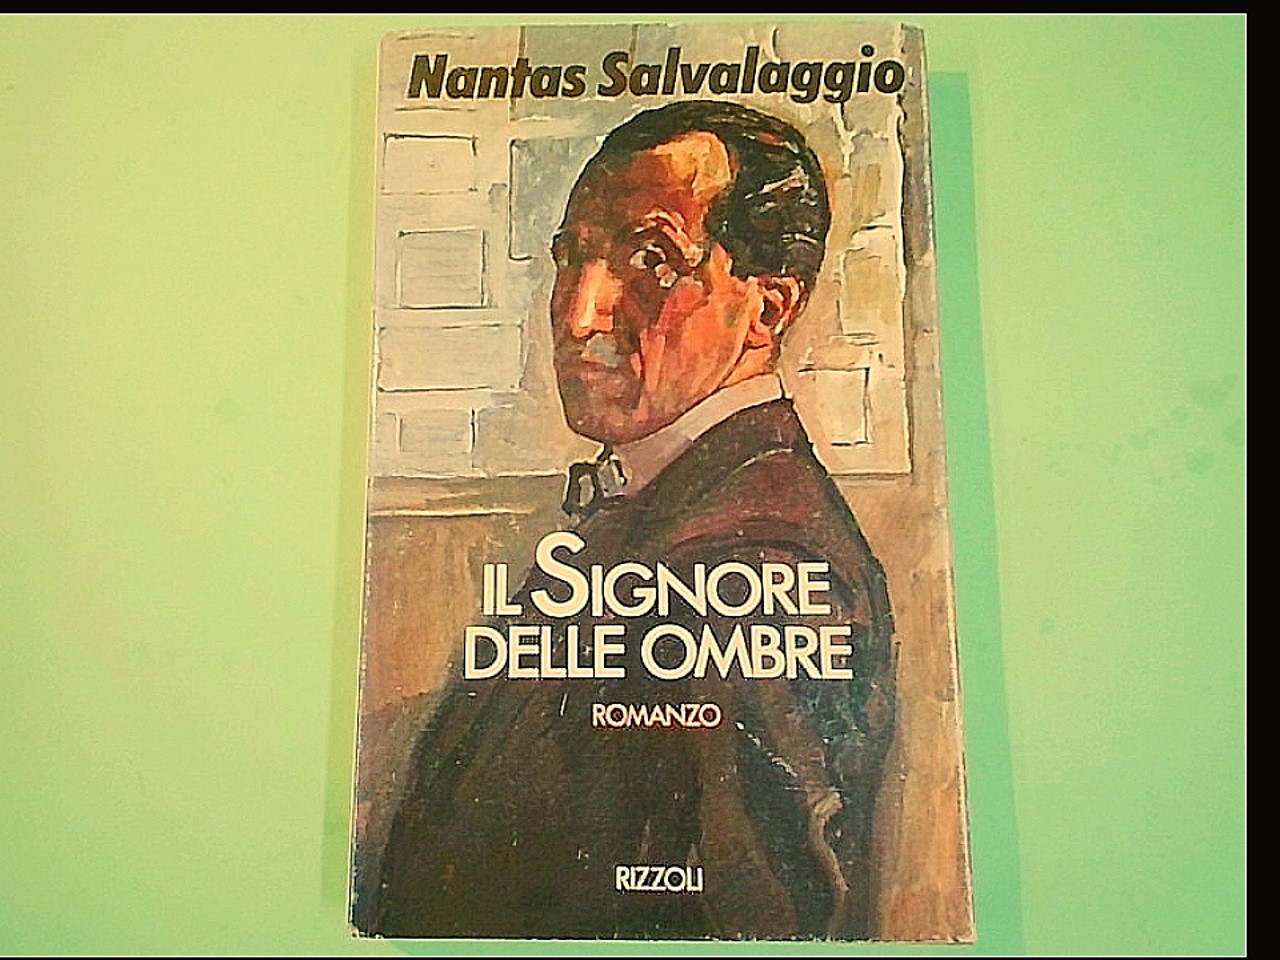 Nantas Salvalaggio
IL SIGNORE
DELLE OMBRE
ROMANZO
RIZZOLI